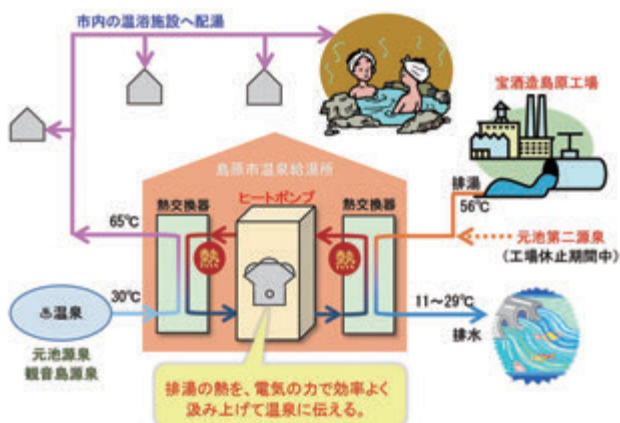 市内の温浴施設へ配湯
宝酒造島原工場
島原市温泉給湯所
ヒートポンプ
熱交換器
熱交換器
排湯
56℃
65℃
熱
熱
元池第二源泉
(工場休止期間中)
30℃
11〜29℃
♨温泉
排水
元池源泉
観音島源泉
排湯の熱を、電気の力で効率よく
汲み上げて温泉に伝える。